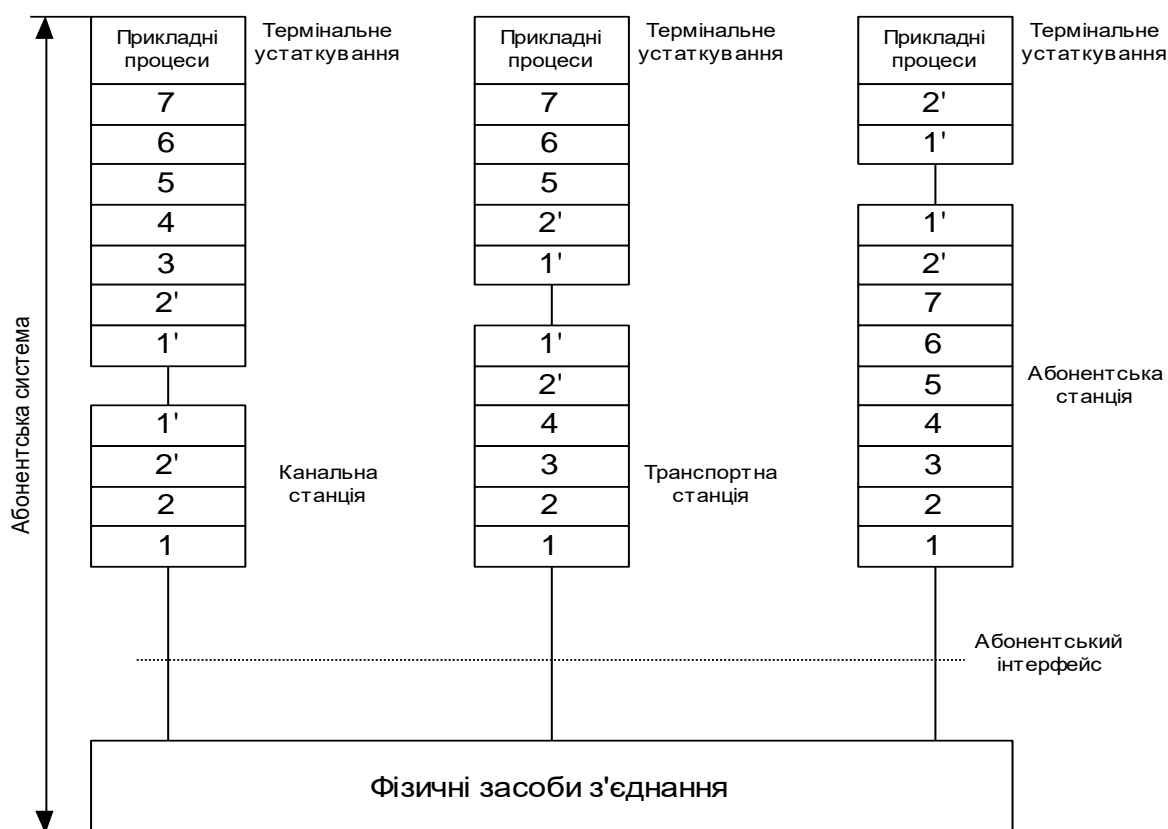 Прикладні
процеси
Термінальне
устаткування
7
6
5
4
3
2'
1'
1'
2'
2
1
Канальна
станція
Прикладні
процеси
Термінальне
устаткування
7
6
5
2'
1'
1'
2'
4
3
2
1
Транспортна
станція
Прикладні
процеси
Термінальне
устаткування
2'
1'
1'
2'
7
6
5
4
3
2
1
Абонентська
станція
Абонентська система
Абонентський
інтерфейс
Фізичні засоби з'єднання